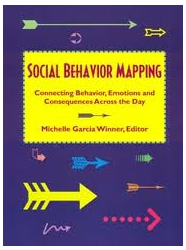 SOCIAL BEHAVIOR MAPPING
Connecting Behavior, Emotions and
Consequences Across the Day
Michelle Garcia Winner, Editor